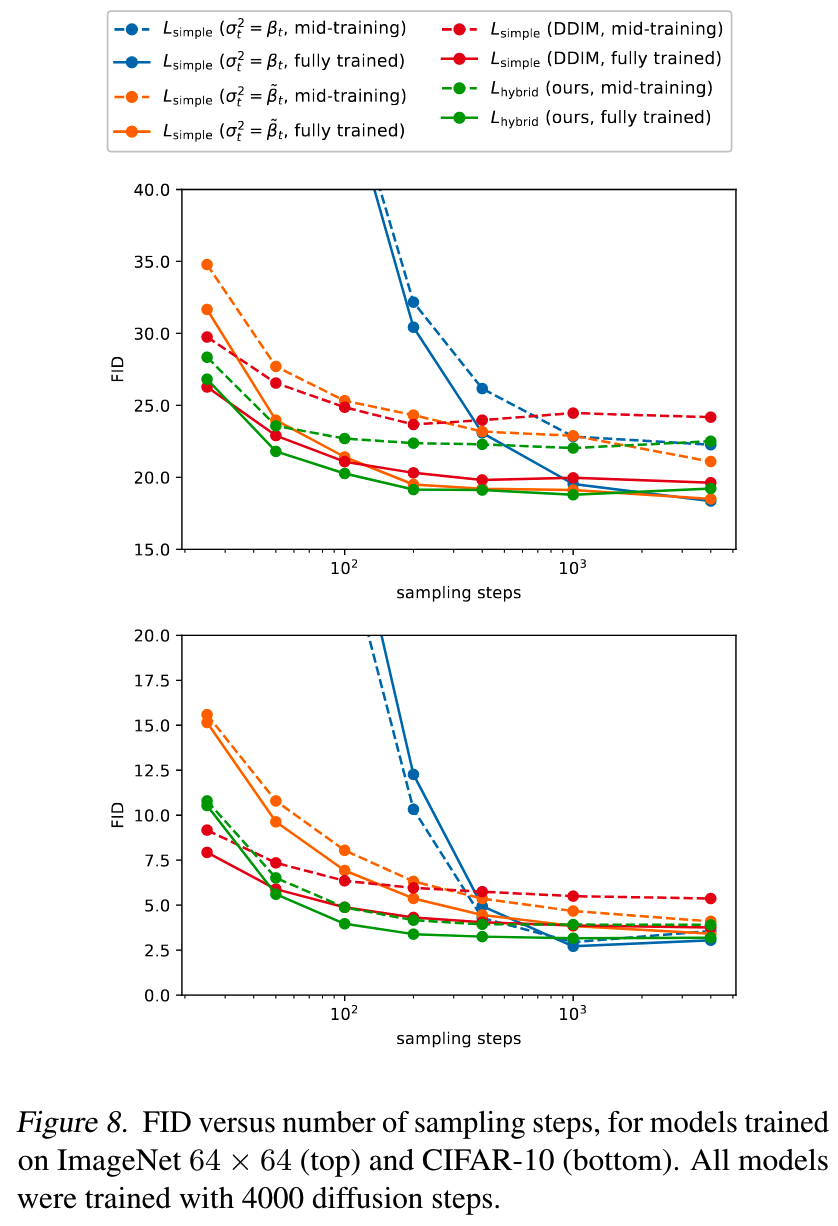 L_simple (σ_t^2 = β_t, mid-training)
L_simple (σ_t^2 = β_t, fully trained)
L_simple (σ_t^2 = β̃_t, mid-training)
L_simple (σ_t^2 = β̃_t, fully trained)
L_simple (DDIM, mid-training)
L_simple (DDIM, fully trained)
L_hybrid (ours, mid-training)
L_hybrid (ours, fully trained)
40.0
35.0
30.0
25.0
20.0
15.0
FID
10^2
10^3
sampling steps
20.0
17.5
15.0
12.5
10.0
7.5
5.0
2.5
0.0
FID
10^2
10^3
sampling steps
Figure 8. FID versus number of sampling steps, for models trained
on ImageNet 64 × 64 (top) and CIFAR-10 (bottom). All models
were trained with 4000 diffusion steps.